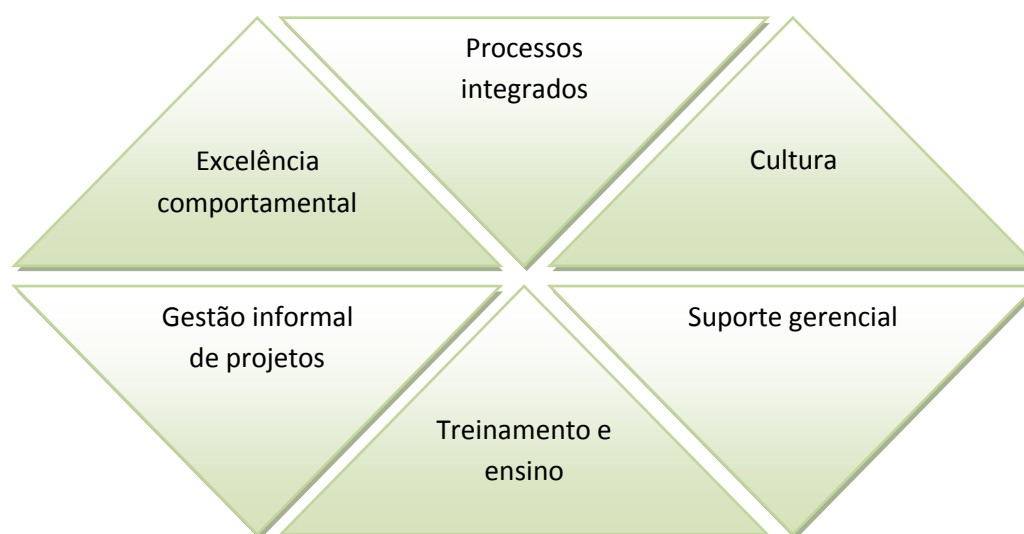 Processos
integrados
Excelência
comportamental
Cultura
Gestão informal
de projetos
Suporte gerencial
Treinamento e
ensino